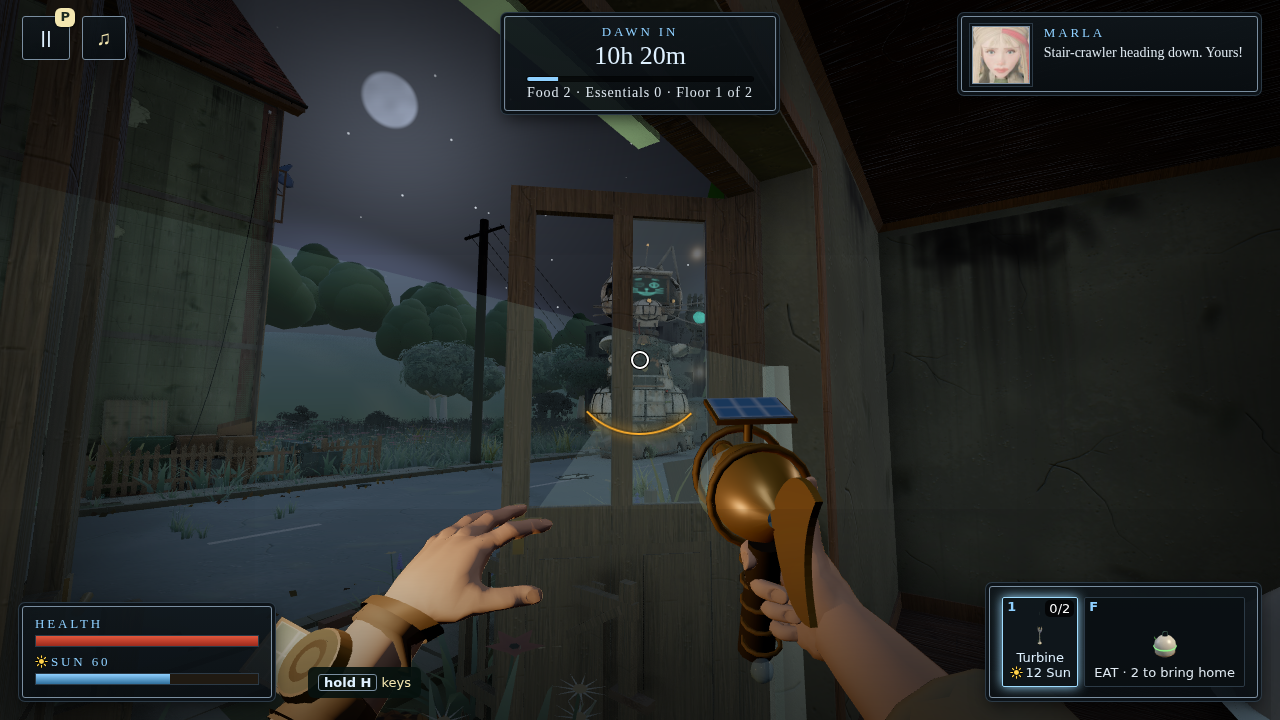 P
DAWN IN
10h 20m
Food 2 · Essentials 0 · Floor 1 of 2
MARLA
Stair-crawler heading down. Yours!
HEALTH
SUN 60
hold H keys
1
0/2
Turbine
12 Sun
F
EAT · 2 to bring home